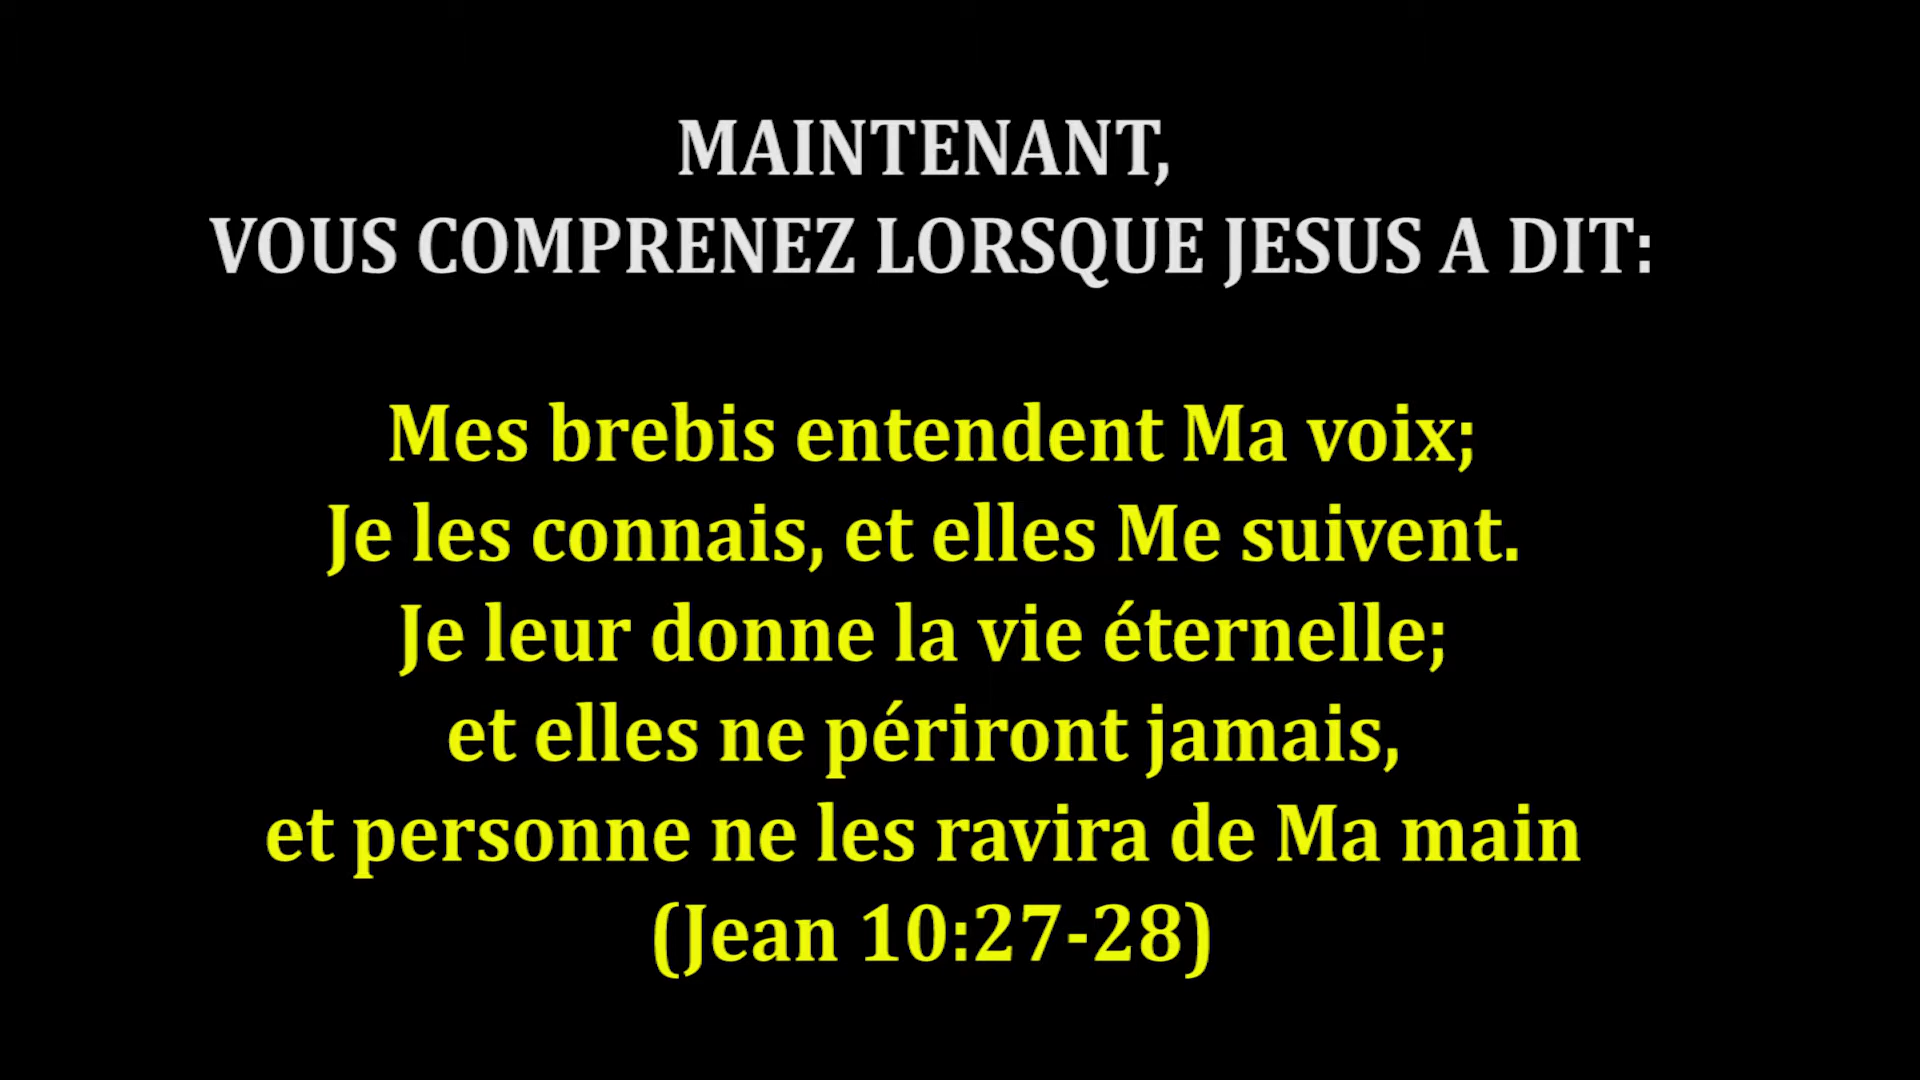 MAINTENANT,
VOUS COMPRENEZ LORSQUE JESUS A DIT:
Mes brebis entendent Ma voix;
Je les connais, et elles Me suivent.
Je leur donne la vie éternelle;
et elles ne périront jamais,
et personne ne les ravira de Ma main
(Jean 10:27-28)